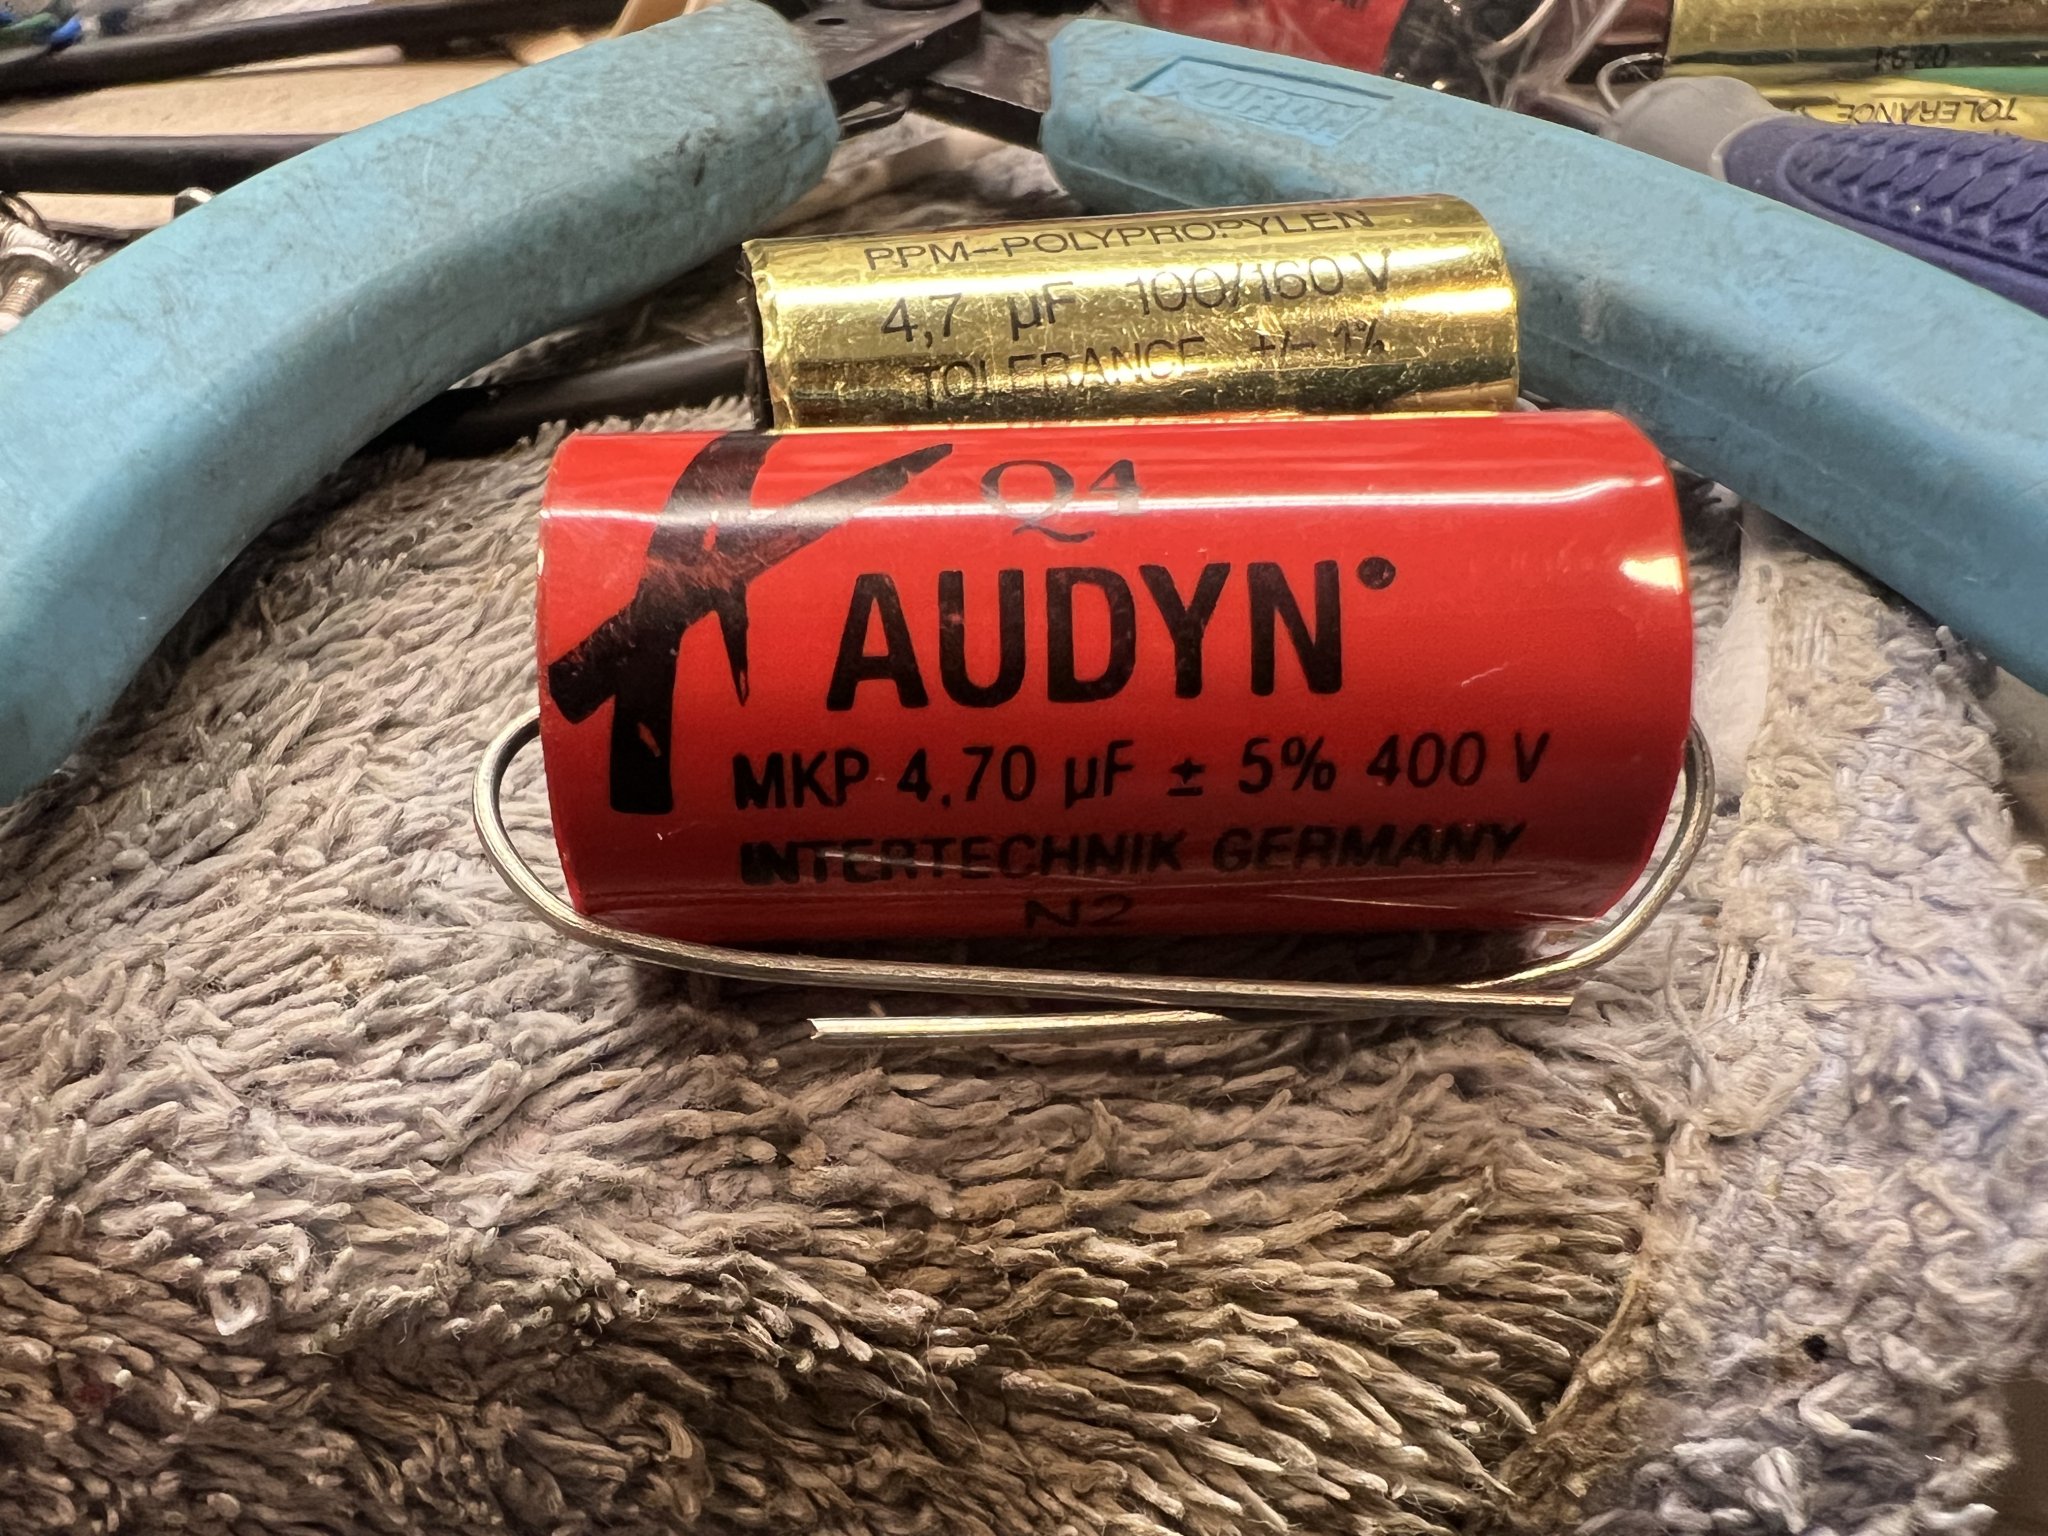 TOLERANCE
PPM-POLYPROPYLEN
4,7 µF 100/160 V
TOLERANCE +/- 1%
Q4
AUDYN
MKP 4,70 µF ± 5% 400 V
INTERTECHNIK GERMANY
N2